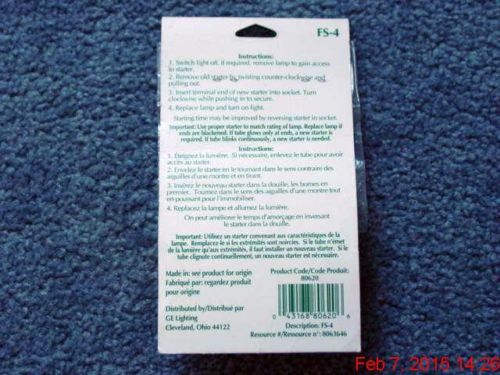 FS-4
Instructions:
1. Switch light off, if required, remove lamp to gain access
to starter.
2. Remove old starter by twisting counter-clockwise and
pulling out.
3. Insert terminal end of new starter into socket. Turn
clockwise while pushing in to secure.
4. Replace lamp and turn on light.
Starting time may be improved by reversing starter in socket.
Important: Use proper starter to match rating of lamp. Replace lamp if
ends are blackened. If tube glows only at ends, a new starter is
required. If tube blinks continuously, a new starter is needed.
Instructions:
1. Éteignez la lumière. Si nécessaire, enlevez le tube pour avoir
accès au starter.
2. Enveloz le starter en le tournant dans le sens contraire des
aiguilles d'une montre et en tirant.
3. Insérez le nouveau starter dans la douille, les bornes en
premier. Tournez dans le sens des aiguilles d'une montre tout
en poussant pour l'immobiliser.
4. Replacez la lampe et allumez la lumière.
On peut améliorer le temps d'amorçage en inversant
le starter dans la douille.
Important: Utilisez un starter convenant aux caractéristiques de la
lampe. Remplacez-le si les extrémités sont noircies. Si le tube n'émet
de la lumière qu'aux extrémités, il faut installer un nouveau starter. Si le
tube clignote continuellement, un nouveau starter est nécessaire.
Made in: see product for origin
Fabriqué par: regardez produit
pour origine
Distributed by/Distribué par
GE Lighting
Cleveland, Ohio 44122
Product Code/Code Produit:
80620
0 43168 80620 6
Description: FS-4
Resource #/Ressource n°: 8063646
Feb 7, 2018 14:26